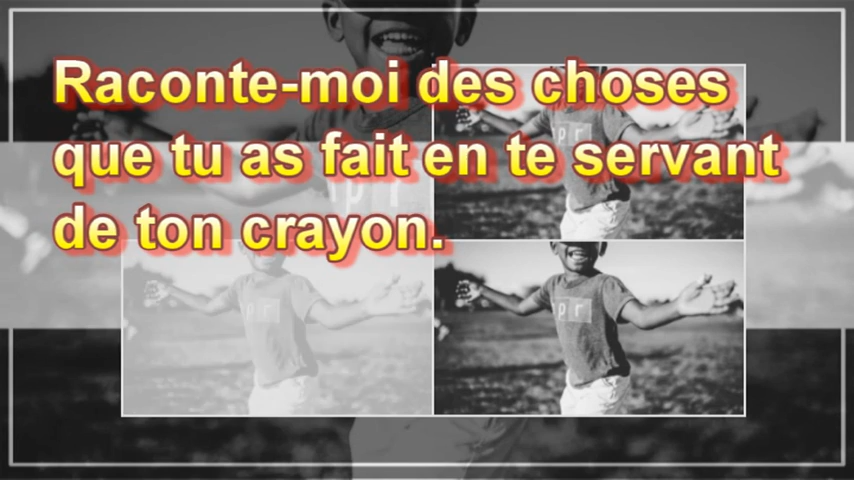 Raconte-moi des choses
que tu as fait en te servant
de ton crayon.
p r
p r
p r